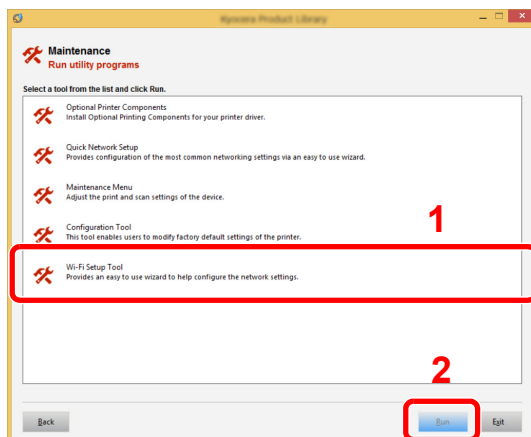 Kyocera Product Library
Maintenance
Run utility programs
Select a tool from the list and click Run.
Optional Printer Components
Install Optional Printing Components for your printer driver.
Quick Network Setup
Provides configuration of the most common networking settings via an easy to use wizard.
Maintenance Menu
Adjust the print and scan settings of the device.
Configuration Tool
This tool enables users to modify factory default settings of the printer.
1
Wi-Fi Setup Tool
Provides an easy to use wizard to help configure the network settings.
2
Back
Run
Exit